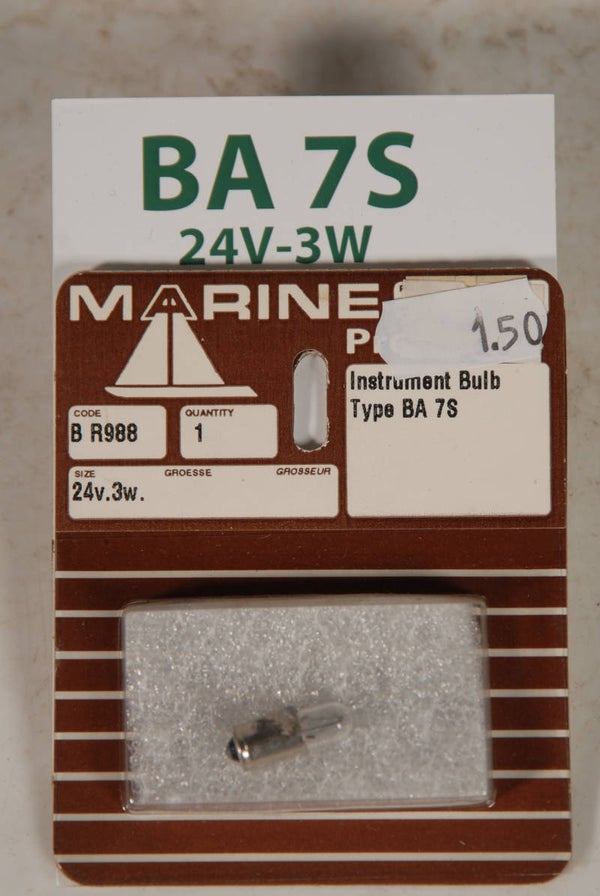 BA 7S
24V-3W
MARINE
1.50
Instrument Bulb
Type BA 7S
CODE
B R988
QUANTITY
1
SIZE GROESSE GROSSEUR
24v.3w.